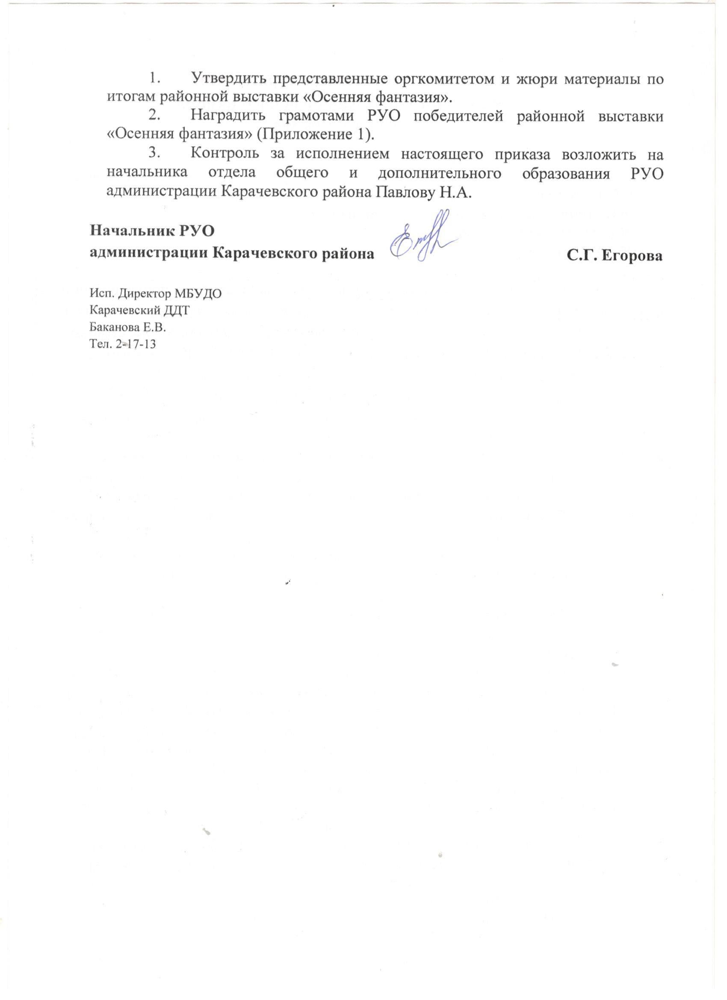 1. Утвердить представленные оргкомитетом и жюри материалы по
итогам районной выставки «Осенняя фантазия».
2. Наградить грамотами РУО победителей районной выставки
«Осенняя фантазия» (Приложение 1).
3. Контроль за исполнением настоящего приказа возложить на
начальника отдела общего и дополнительного образования РУО
администрации Карачевского района Павлову Н.А.
Начальник РУО
администрации Карачевского района С.Г. Егорова
Исп. Директор МБУДО
Карачевский ДДТ
Баканова Е.В.
Тел. 2-17-13